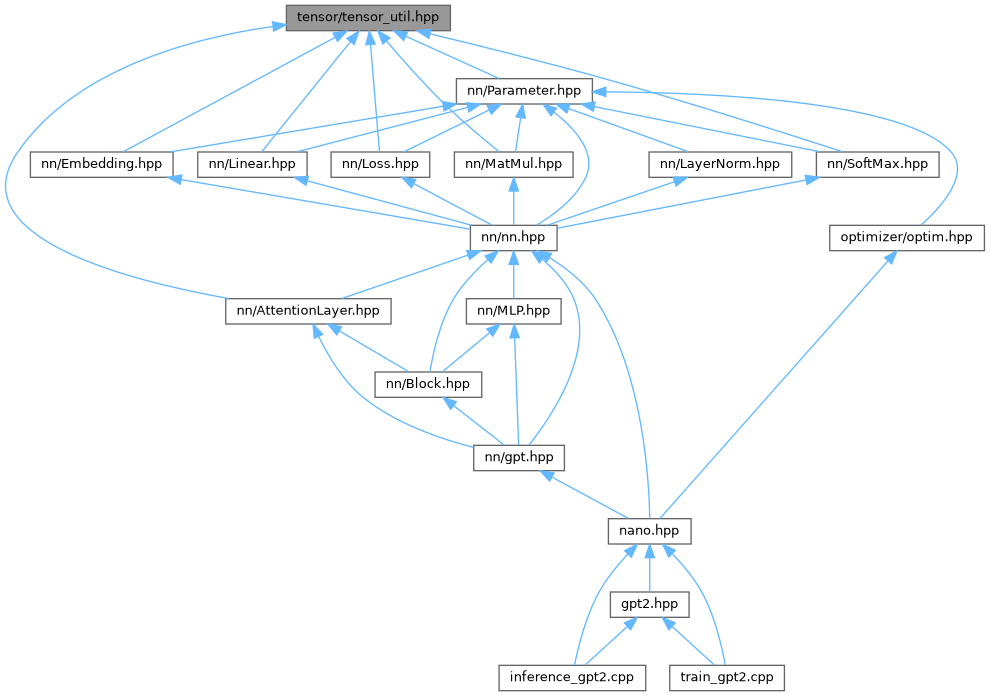 tensor/tensor_util.hpp
nn/Parameter.hpp
nn/Embedding.hpp
nn/Linear.hpp
nn/Loss.hpp
nn/MatMul.hpp
nn/LayerNorm.hpp
nn/SoftMax.hpp
nn/nn.hpp
optimizer/optim.hpp
nn/AttentionLayer.hpp
nn/MLP.hpp
nn/Block.hpp
nn/gpt.hpp
nano.hpp
gpt2.hpp
inference_gpt2.cpp
train_gpt2.cpp